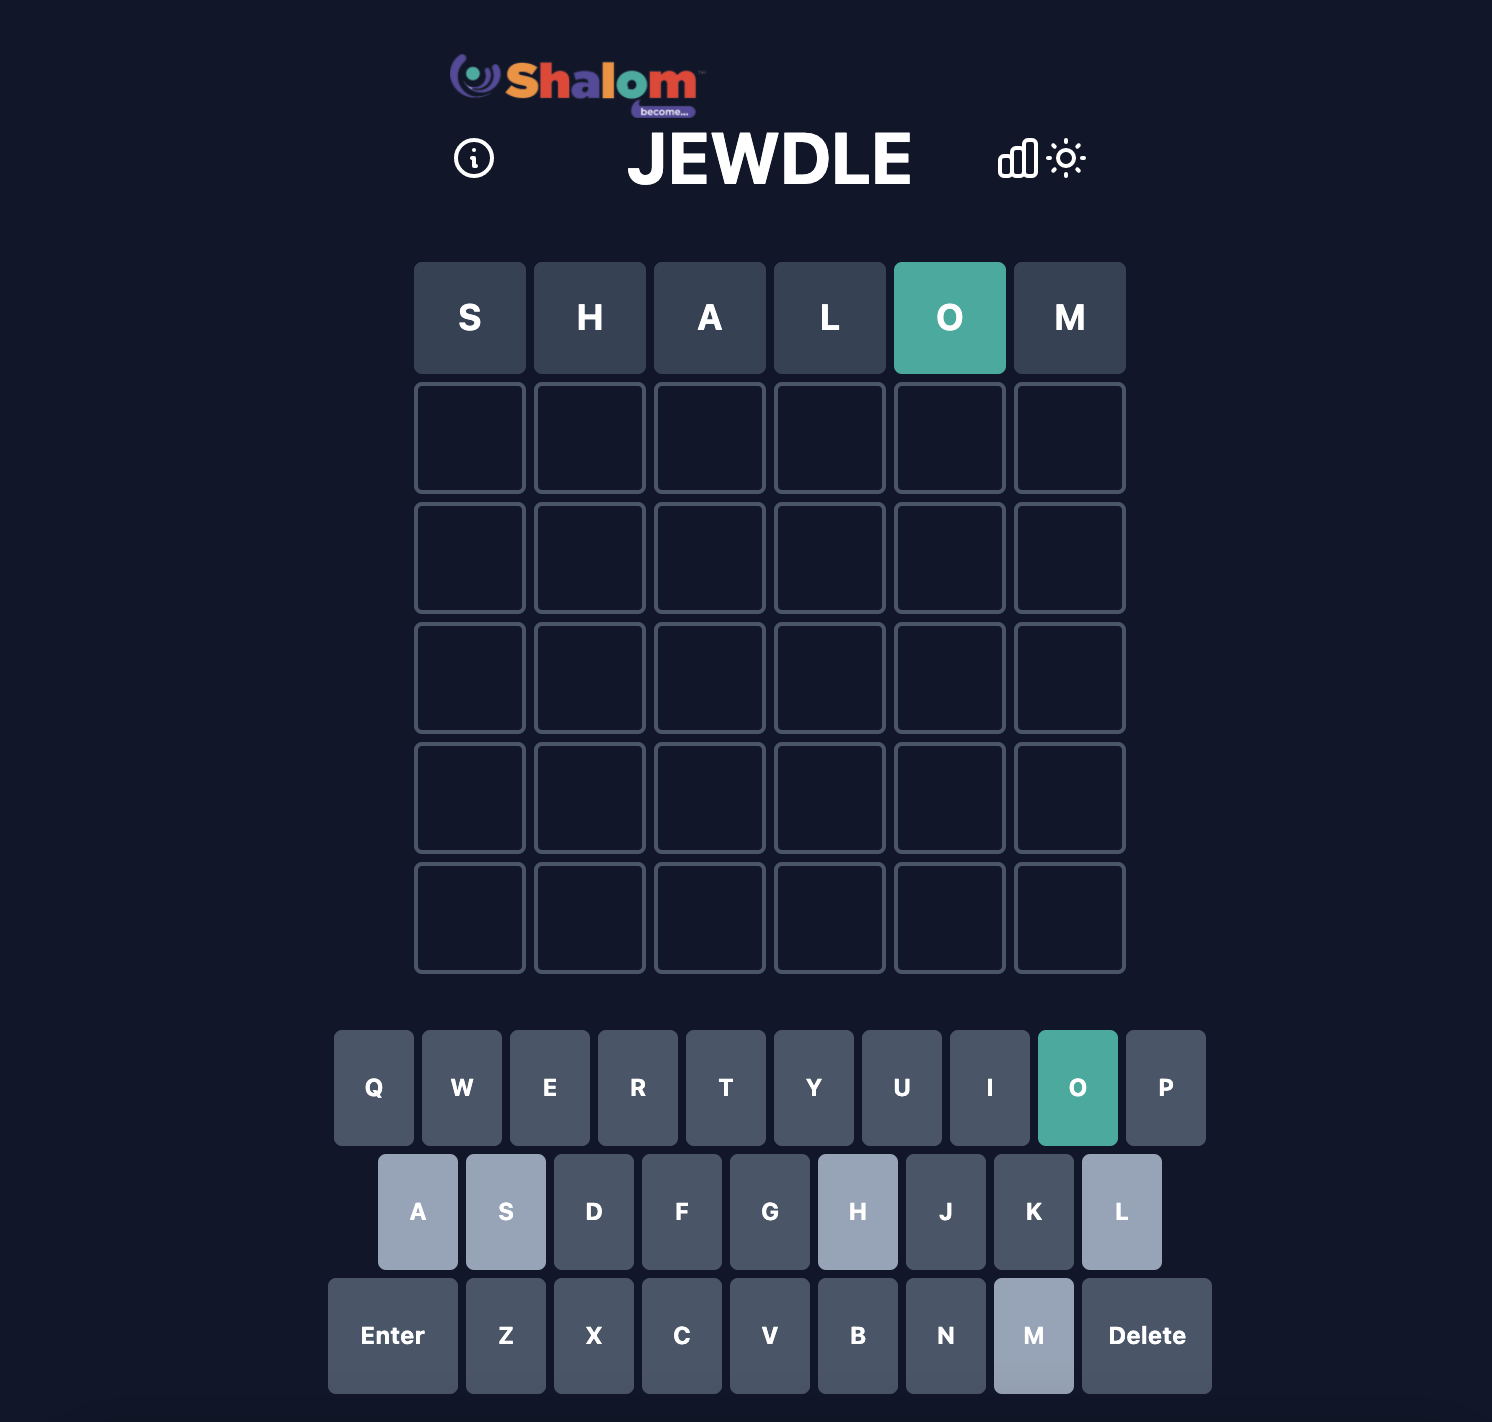 Shalom
become...
JEWDLE
S H A L O M
Q W E R T Y U I O P
A S D F G H J K L
Enter Z X C V B N M Delete